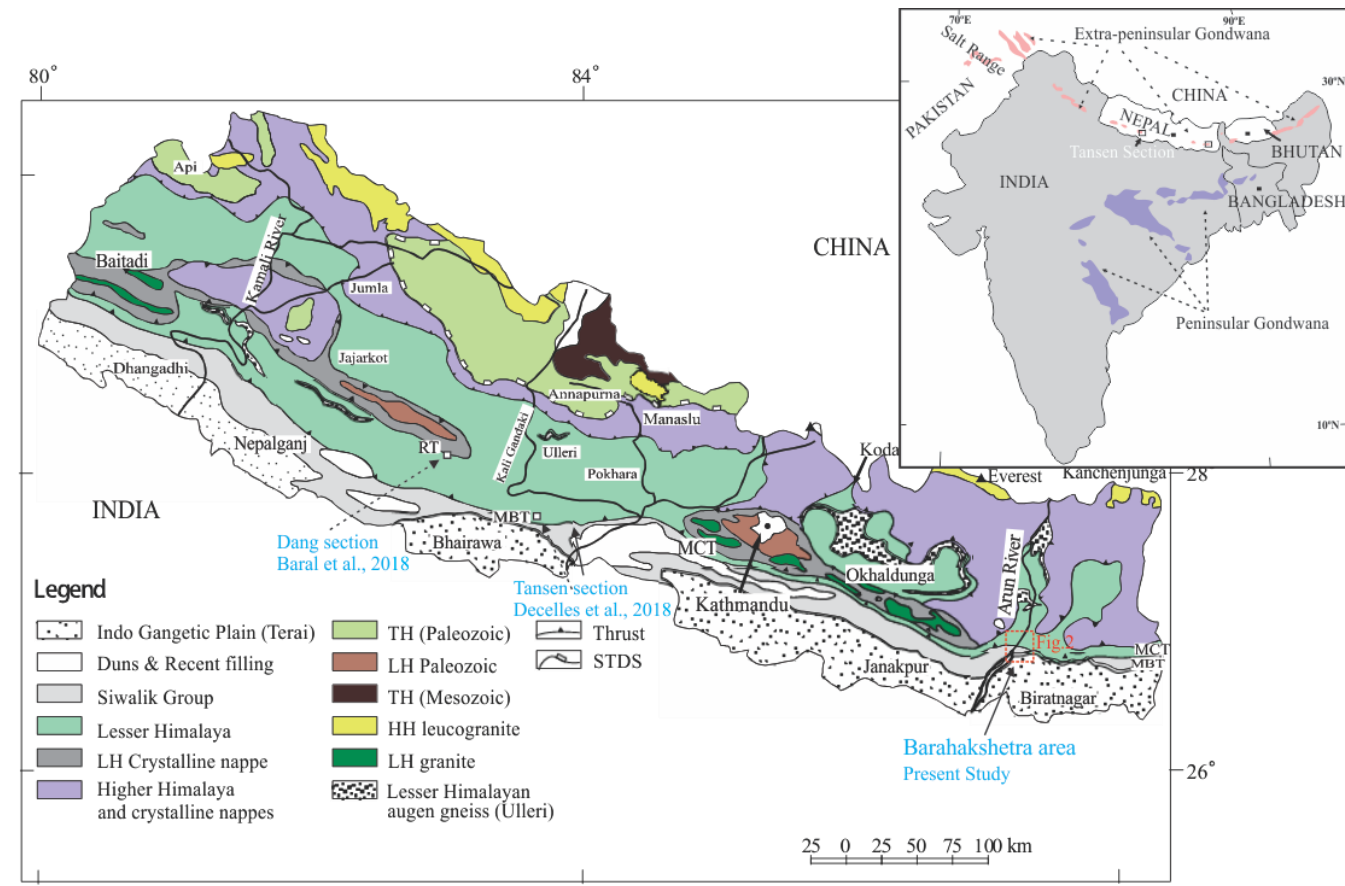 70°E
90°E
Extra-peninsular Gondwana
Salt Range
30°N
CHINA
PAKISTAN
NEPAL
Tansen Section
BHUTAN
INDIA
BANGLADESH
Peninsular Gondwana
10°N
80°
84°
Api
Kamali River
CHINA
Baitadi
Jumla
Jajarkot
Dhangadhi
Annapurna
Manaslu
Nepalganj
RT
Kali Gandaki
Ulleri
Pokhara
Koda
Everest
Kanchenjunga
28
INDIA
MBT
Bhairawa
Dang section
Baral et al., 2018
MCT
Okhaldunga
Arun River
Tansen section
Decelles et al., 2018
Kathmandu
Fig.2
MCT
MBT
Janakpur
Biratnagar
Barahakshetra area
Present Study
26°
Legend
Indo Gangetic Plain (Terai)
Duns & Recent filling
Siwalik Group
Lesser Himalaya
LH Crystalline nappe
Higher Himalaya
and crystalline nappes
TH (Paleozoic)
LH Paleozoic
TH (Mesozoic)
HH leucogranite
LH granite
Lesser Himalayan
augen gneiss (Ulleri)
Thrust
STDS
25 0 25 50 75 100 km